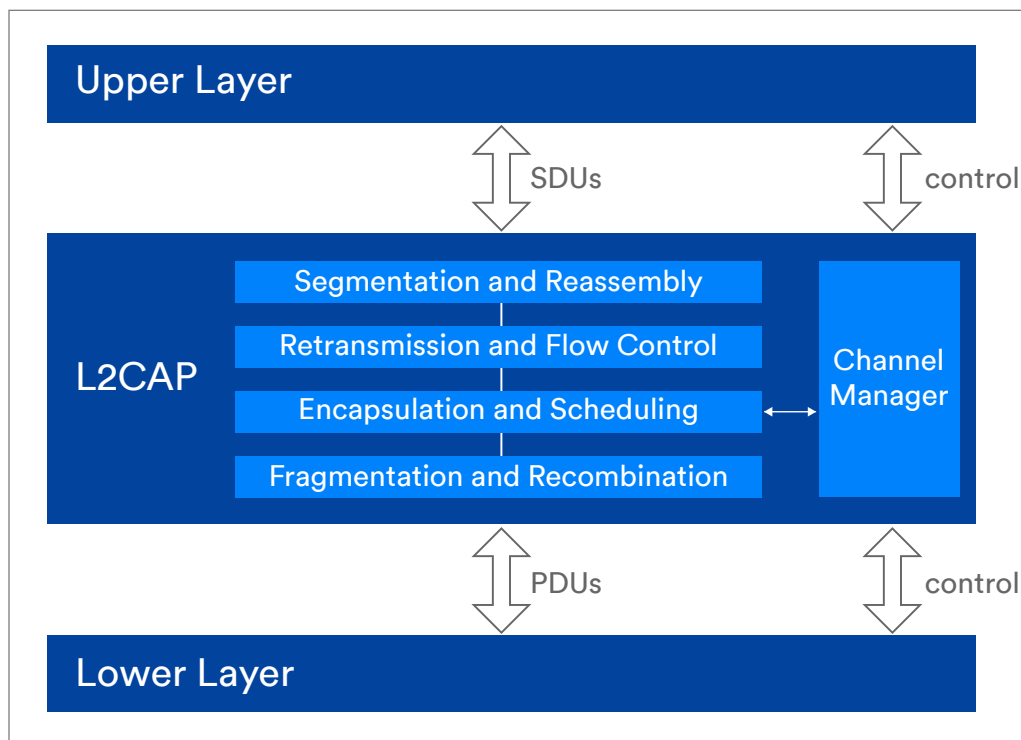 Upper Layer
SDUs
control
L2CAP
Segmentation and Reassembly
Retransmission and Flow Control
Encapsulation and Scheduling
Fragmentation and Recombination
Channel
Manager
PDUs
control
Lower Layer